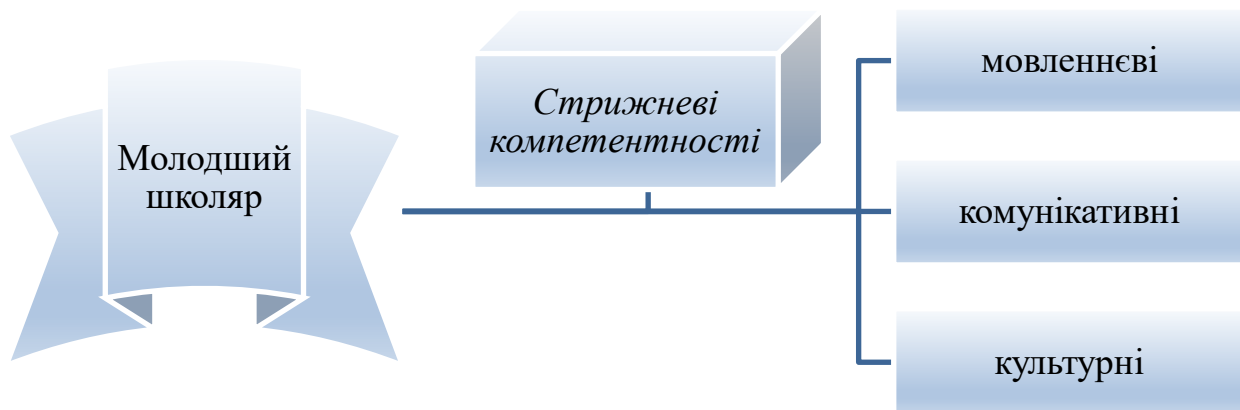 Молодший
школяр
Стрижневі
компетентності
мовленнєві
комунікативні
культурні